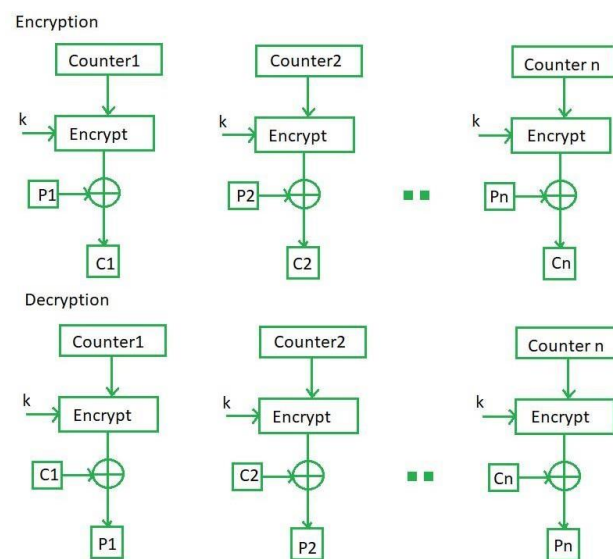 Encryption
Counter1 Counter2 Counter n
k Encrypt k Encrypt k Encrypt
P1 P2 Pn
C1 C2 Cn
Decryption
Counter1 Counter2 Counter n
k Encrypt k Encrypt k Encrypt
C1 C2 Cn
P1 P2 Pn